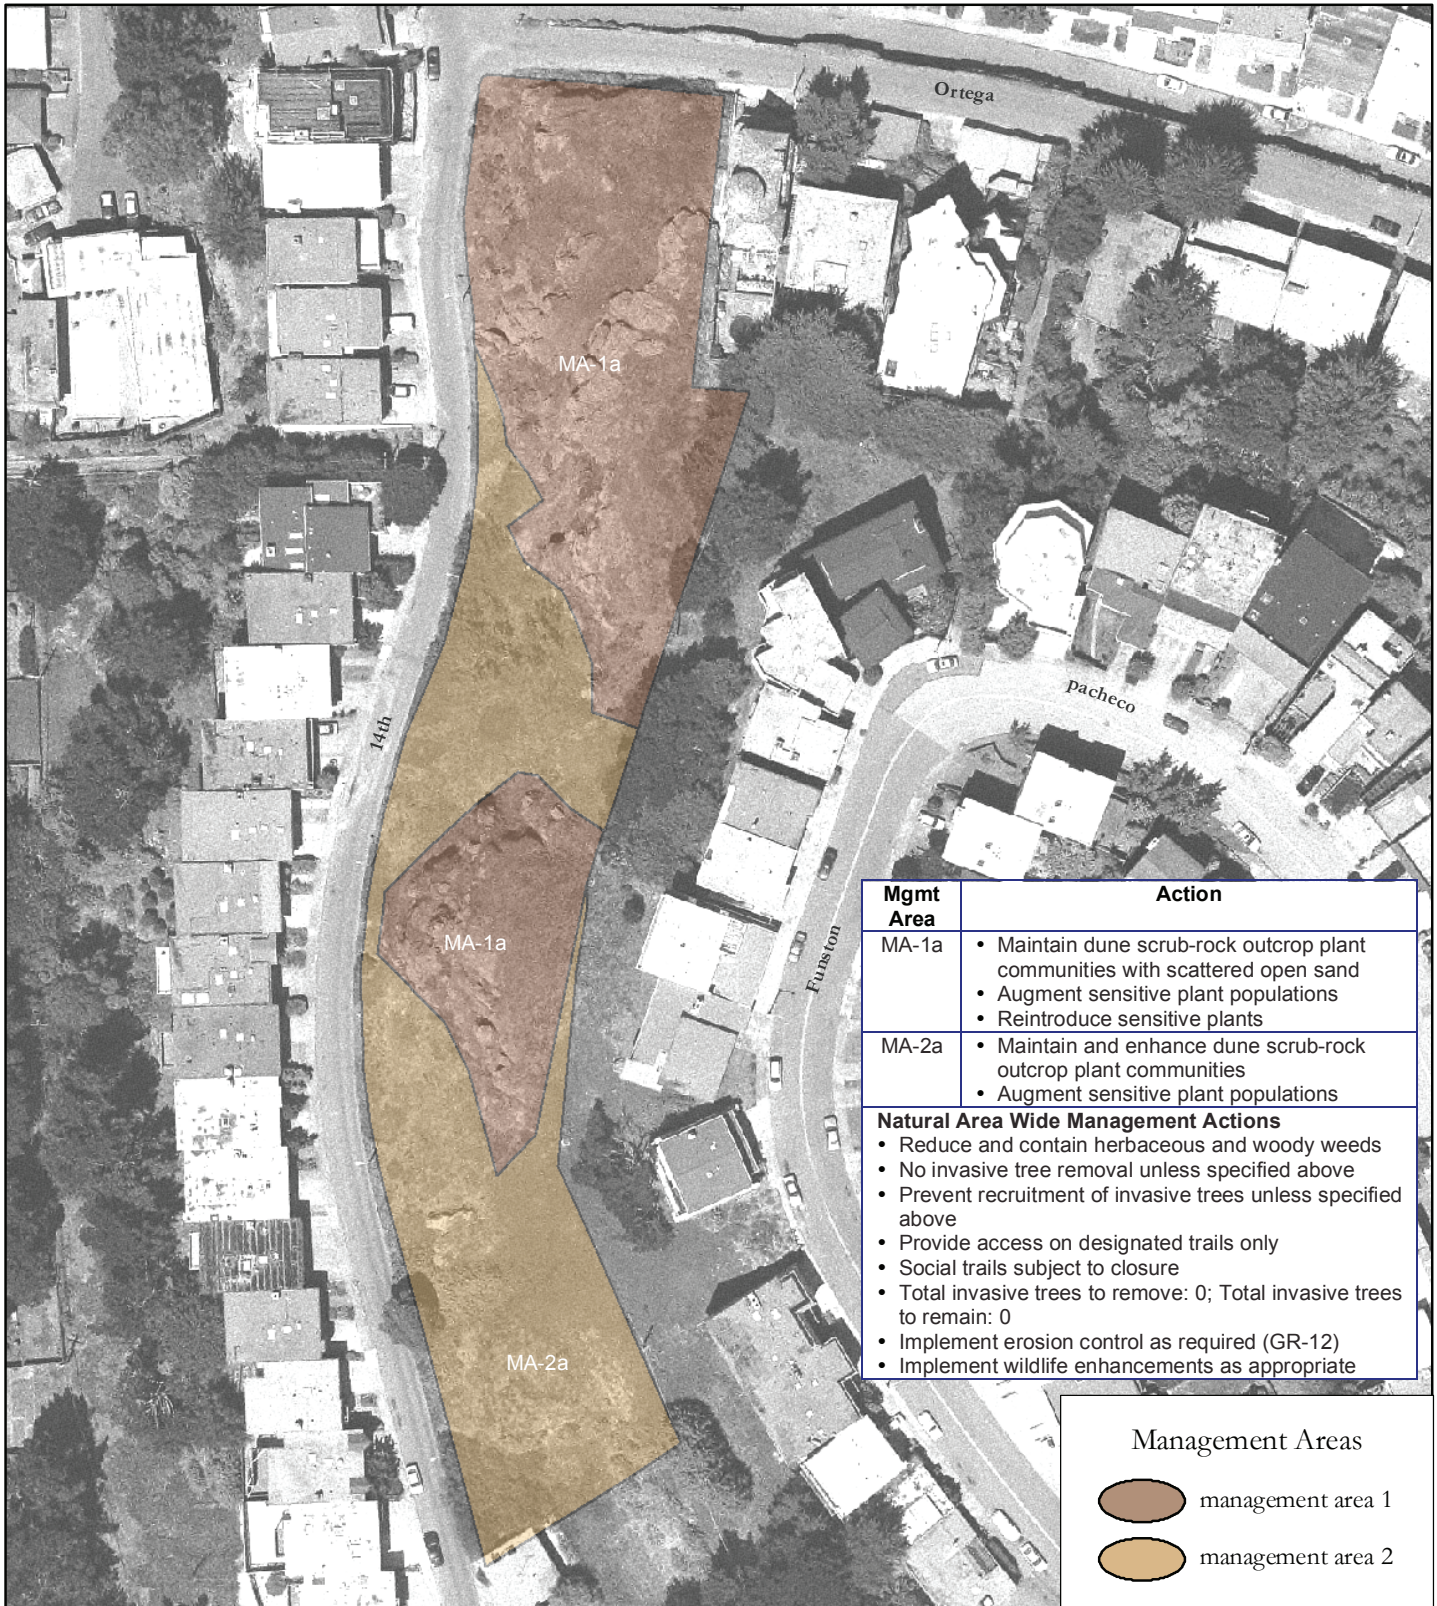 Ortega
MA-1a
pacheco
14th
MA-1a
Funston
MA-2a
Mgmt
Area
Action
MA-1a
• Maintain dune scrub-rock outcrop plant
communities with scattered open sand
• Augment sensitive plant populations
• Reintroduce sensitive plants
MA-2a
• Maintain and enhance dune scrub-rock
outcrop plant communities
• Augment sensitive plant populations
Natural Area Wide Management Actions
• Reduce and contain herbaceous and woody weeds
• No invasive tree removal unless specified above
• Prevent recruitment of invasive trees unless specified
above
• Provide access on designated trails only
• Social trails subject to closure
• Total invasive trees to remove: 0; Total invasive trees
to remain: 0
• Implement erosion control as required (GR-12)
• Implement wildlife enhancements as appropriate
Management Areas
management area 1
management area 2